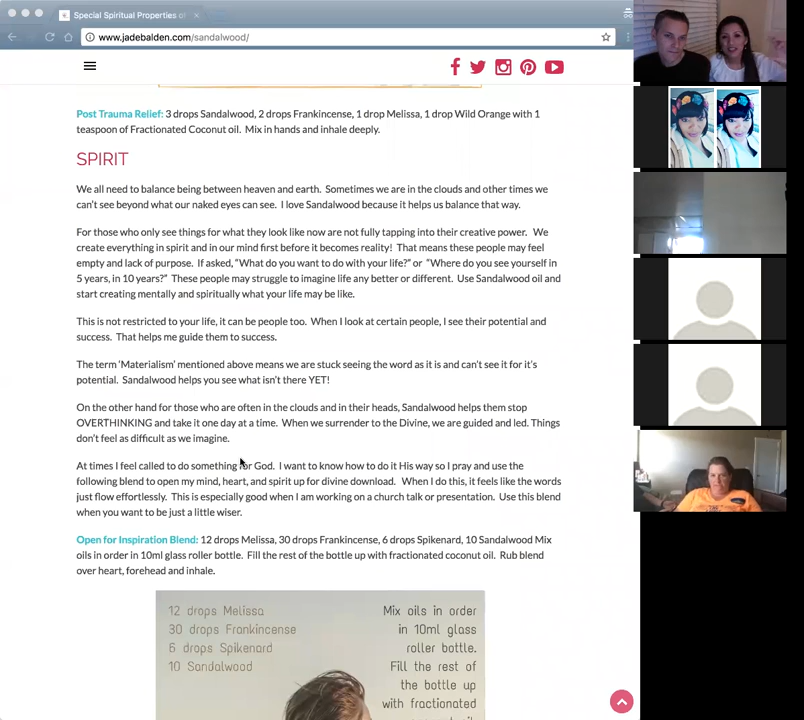 Special Spiritual Properties of
www.jadebalden.com/sandalwood/
Post Trauma Relief: 3 drops Sandalwood, 2 drops Frankincense, 1 drop Melissa, 1 drop Wild Orange with 1
teaspoon of Fractionated Coconut oil. Mix in hands and inhale deeply.
SPIRIT
We all need to balance being between heaven and earth. Sometimes we are in the clouds and other times we
can't see beyond what our naked eyes can see. I love Sandalwood because it helps us balance that way.
For those who only see things for what they look like now are not fully tapping into their creative power. We
create everything in spirit and in our mind first before it becomes reality! That means these people may feel
empty and lack of purpose. If asked, "What do you want to do with your life?" or "Where do you see yourself in
5 years, in 10 years?" These people may struggle to imagine life any better or different. Use Sandalwood oil and
start creating mentally and spiritually what your life may be like.
This is not restricted to your life, it can be people too. When I look at certain people, I see their potential and
success. That helps me guide them to success.
The term 'Materialism' mentioned above means we are stuck seeing the word as it is and can't see it for it's
potential. Sandalwood helps you see what isn't there YET!
On the other hand for those who are often in the clouds and in their heads, Sandalwood helps them stop
OVERTHINKING and take it one day at a time. When we surrender to the Divine, we are guided and led. Things
don't feel as difficult as we imagine.
At times I feel called to do something for God. I want to know how to do it His way so I pray and use the
following blend to open my mind, heart, and spirit up for divine download. When I do this, it feels like the words
just flow effortlessly. This is especially good when I am working on a church talk or presentation. Use this blend
when you want to be just a little wiser.
Open for Inspiration Blend: 12 drops Melissa, 30 drops Frankincense, 6 drops Spikenard, 10 Sandalwood Mix
oils in order in 10ml glass roller bottle. Fill the rest of the bottle up with fractionated coconut oil. Rub blend
over heart, forehead and inhale.
12 drops Melissa
30 drops Frankincense
6 drops Spikenard
10 Sandalwood
Mix oils in order
in 10ml glass
roller bottle.
Fill the rest of
the bottle up
with fractionated